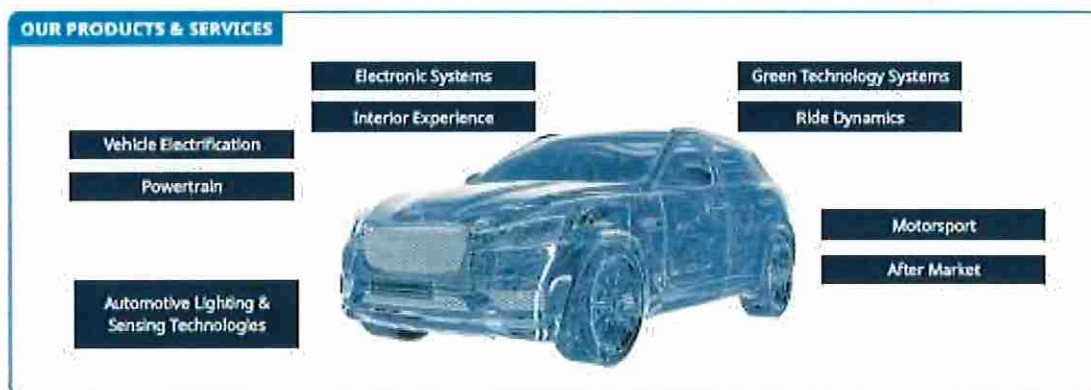 OUR PRODUCTS & SERVICES
Electronic Systems
Interior Experience
Green Technology Systems
Ride Dynamics
Vehicle Electrification
Powertrain
Motorsport
After Market
Automotive Lighting &
Sensing Technologies